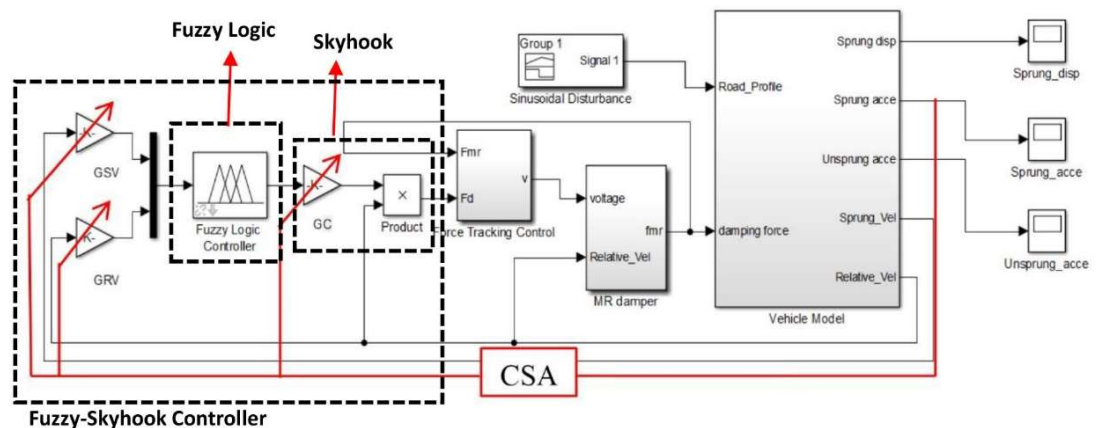 Fuzzy Logic
Skyhook
Group 1
Signal 1
Sinusoidal Disturbance
Road_Profile
damping force
Sprung disp
Sprung acce
Unsprung acce
Sprung_Vel
Relative_Vel
Vehicle Model
Sprung_disp
Sprung_acce
Unsprung_acce
-K-
GSV
-K-
GRV
Fuzzy Logic
Controller
-K-
GC
×
Product
Fmr
Fd
v
Force Tracking Control
voltage
Relative_Vel
fmr
MR damper
CSA
Fuzzy-Skyhook Controller